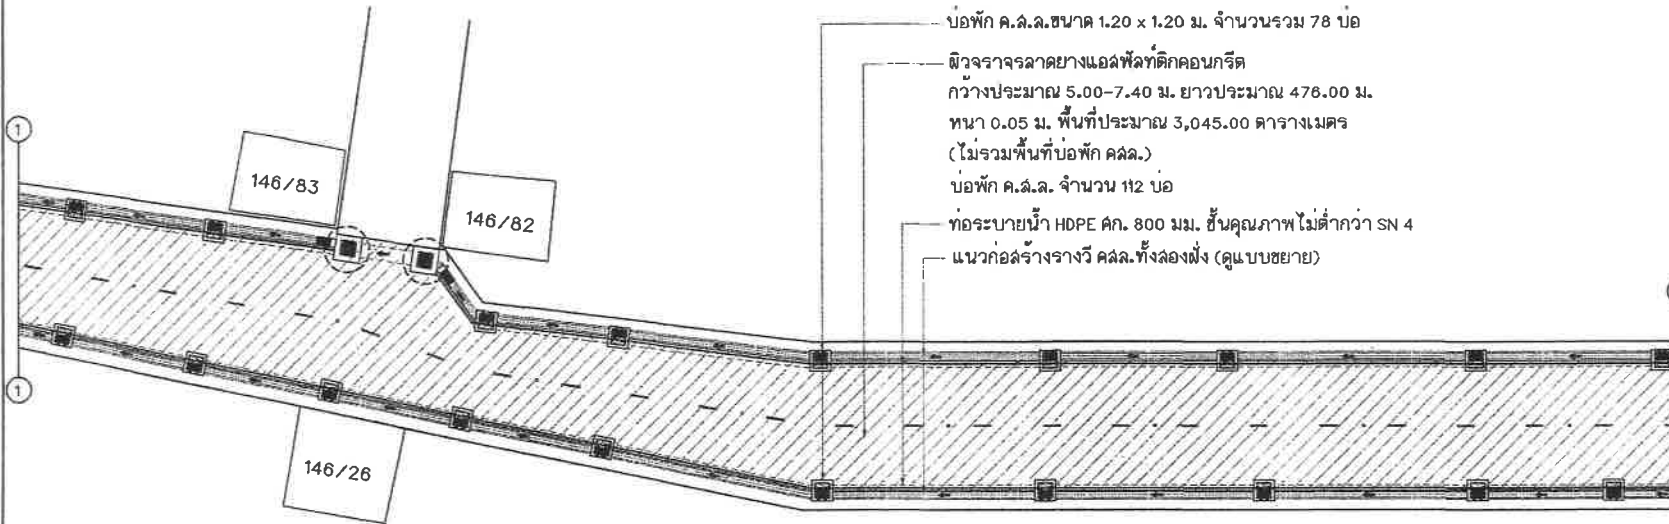 บ่อพัก ค.ส.ล.ขนาด 1.20 x 1.20 ม. จำนวนรวม 78 บ่อ
ผิวจราจรลาดยางแอสฟัลท์ติกคอนกรีต
กว้างประมาณ 5.00-7.40 ม. ยาวประมาณ 476.00 ม.
หนา 0.05 ม. พื้นที่ประมาณ 3,045.00 ตารางเมตร
(ไม่รวมพื้นที่บ่อพัก คสล.)
บ่อพัก ค.ส.ล. จำนวน 112 บ่อ
ท่อระบายน้ำ HDPE ศก. 800 มม. ชั้นคุณภาพไม่ต่ำกว่า SN 4
แนวก่อสร้างรางวี คสล.ทั้งสองฝั่ง (ดูแบบขยาย)
1
146/83
146/82
1
146/26